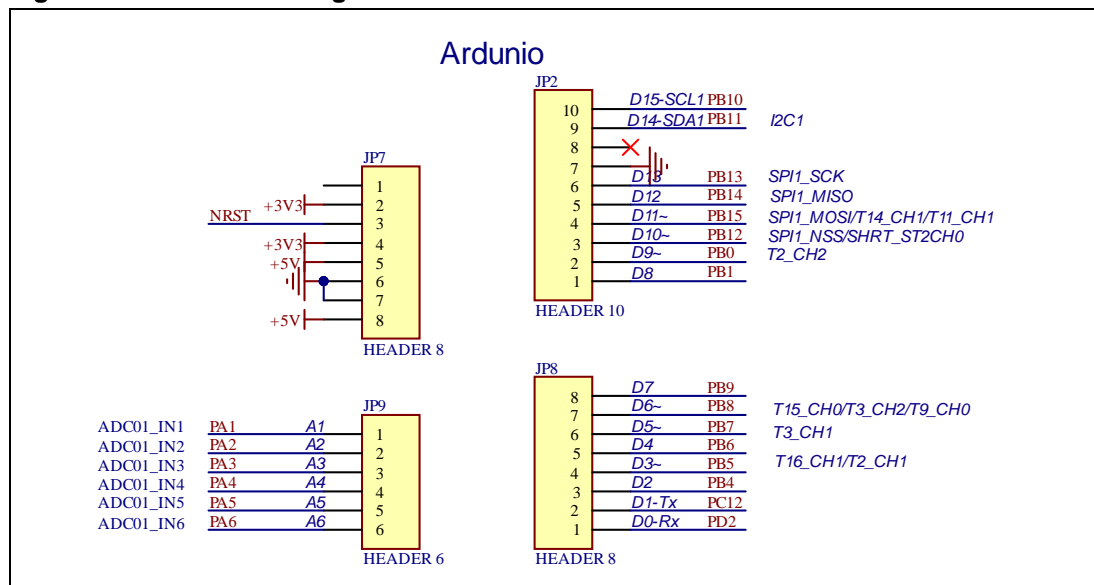 Ardunio
JP7
1
+3V3 2
NRST 3
+3V3 4
+5V 5
6
7
+5V 8
HEADER 8
JP2
10 D15-SCL1 PB10
9 D14-SDA1 PB11 I2C1
8
7
6 D13 PB13 SPI1_SCK
5 D12 PB14 SPI1_MISO
4 D11~ PB15 SPI1_MOSI/T14_CH1/T11_CH1
3 D10~ PB12 SPI1_NSS/SHRT_ST2CH0
2 D9~ PB0 T2_CH2
1 D8 PB1
HEADER 10
JP9
ADC01_IN1 PA1 A1 1
ADC01_IN2 PA2 A2 2
ADC01_IN3 PA3 A3 3
ADC01_IN4 PA4 A4 4
ADC01_IN5 PA5 A5 5
ADC01_IN6 PA6 A6 6
HEADER 6
JP8
8 D7 PB9
7 D6~ PB8 T15_CH0/T3_CH2/T9_CH0
6 D5~ PB7 T3_CH1
5 D4 PB6
4 D3~ PB5 T16_CH1/T2_CH1
3 D2 PB4
2 D1-Tx PC12
1 D0-Rx PD2
HEADER 8